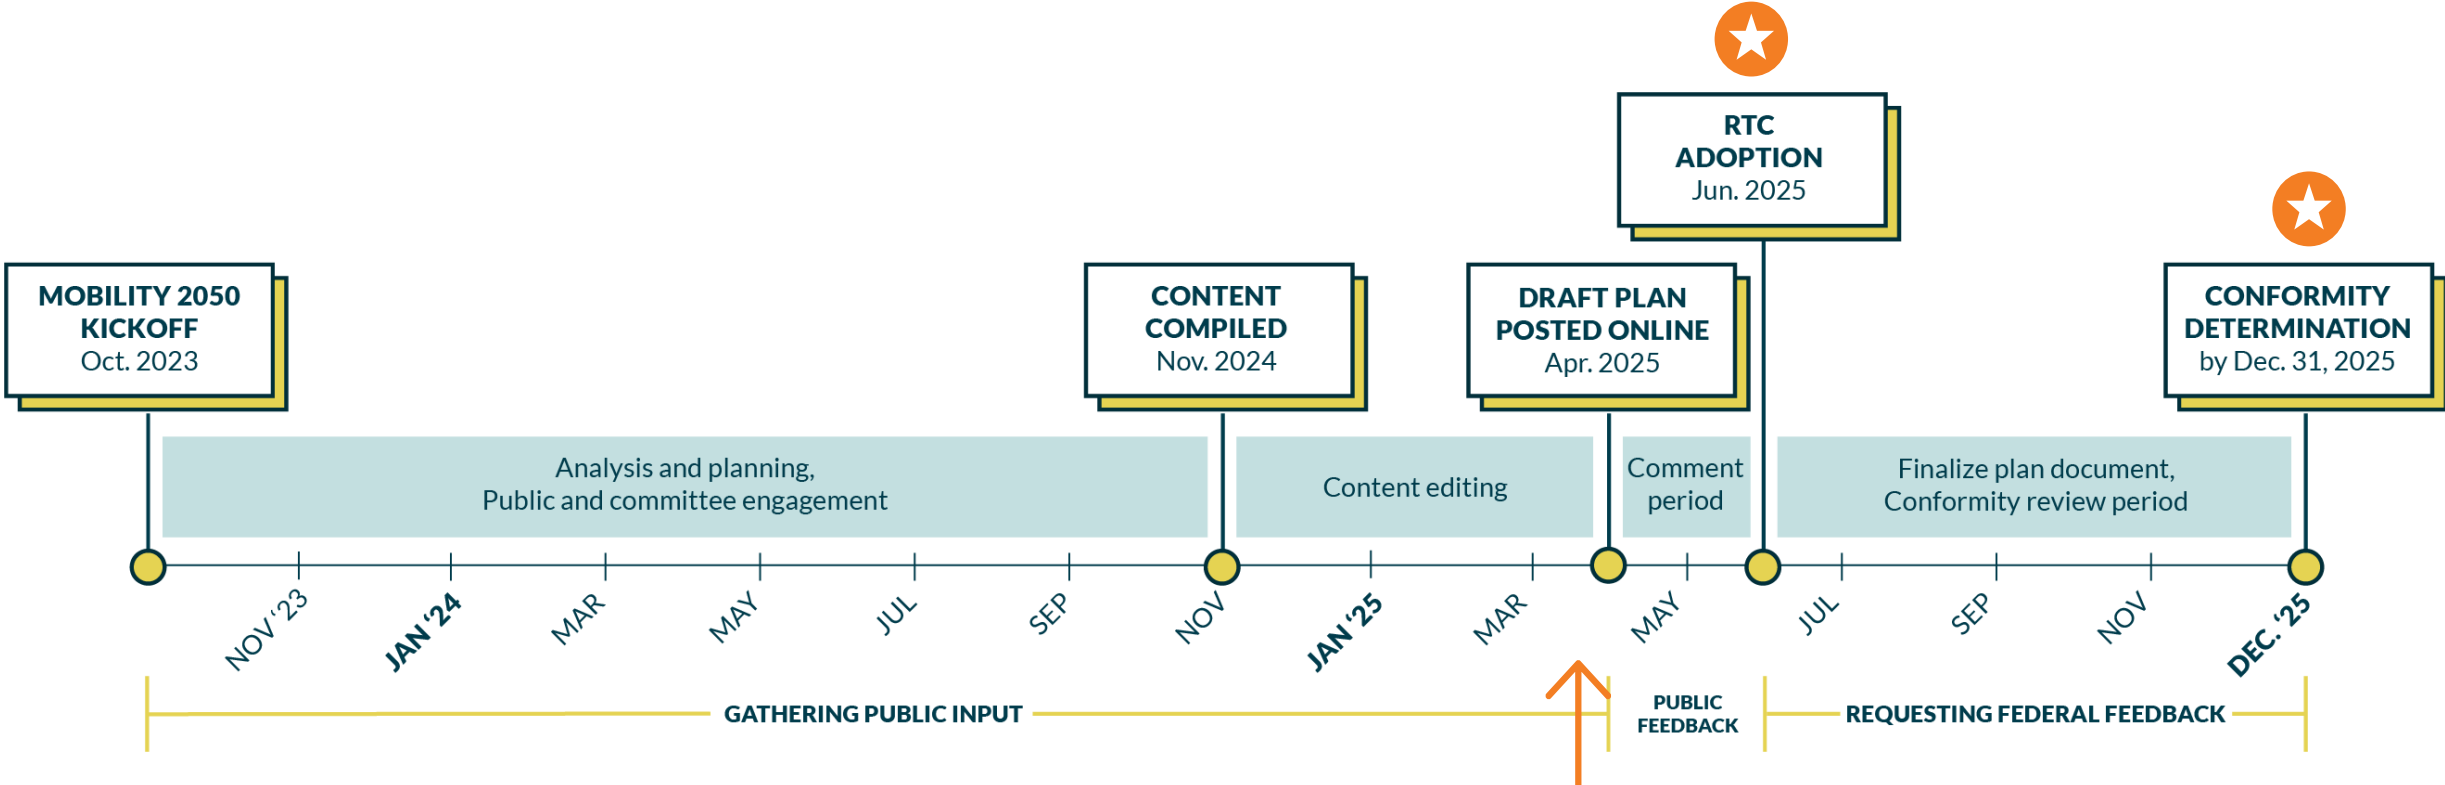 RTC
ADOPTION
Jun. 2025
MOBILITY 2050
KICKOFF
Oct. 2023
CONTENT
COMPILED
Nov. 2024
DRAFT PLAN
POSTED ONLINE
Apr. 2025
CONFORMITY
DETERMINATION
by Dec. 31, 2025
Analysis and planning,
Public and committee engagement
Content editing
Comment
period
Finalize plan document,
Conformity review period
NOV ‘23
JAN ‘24
MAR
MAY
JUL
SEP
NOV
JAN ‘25
MAR
MAY
JUL
SEP
NOV
DEC. ‘25
GATHERING PUBLIC INPUT
PUBLIC
FEEDBACK
REQUESTING FEDERAL FEEDBACK